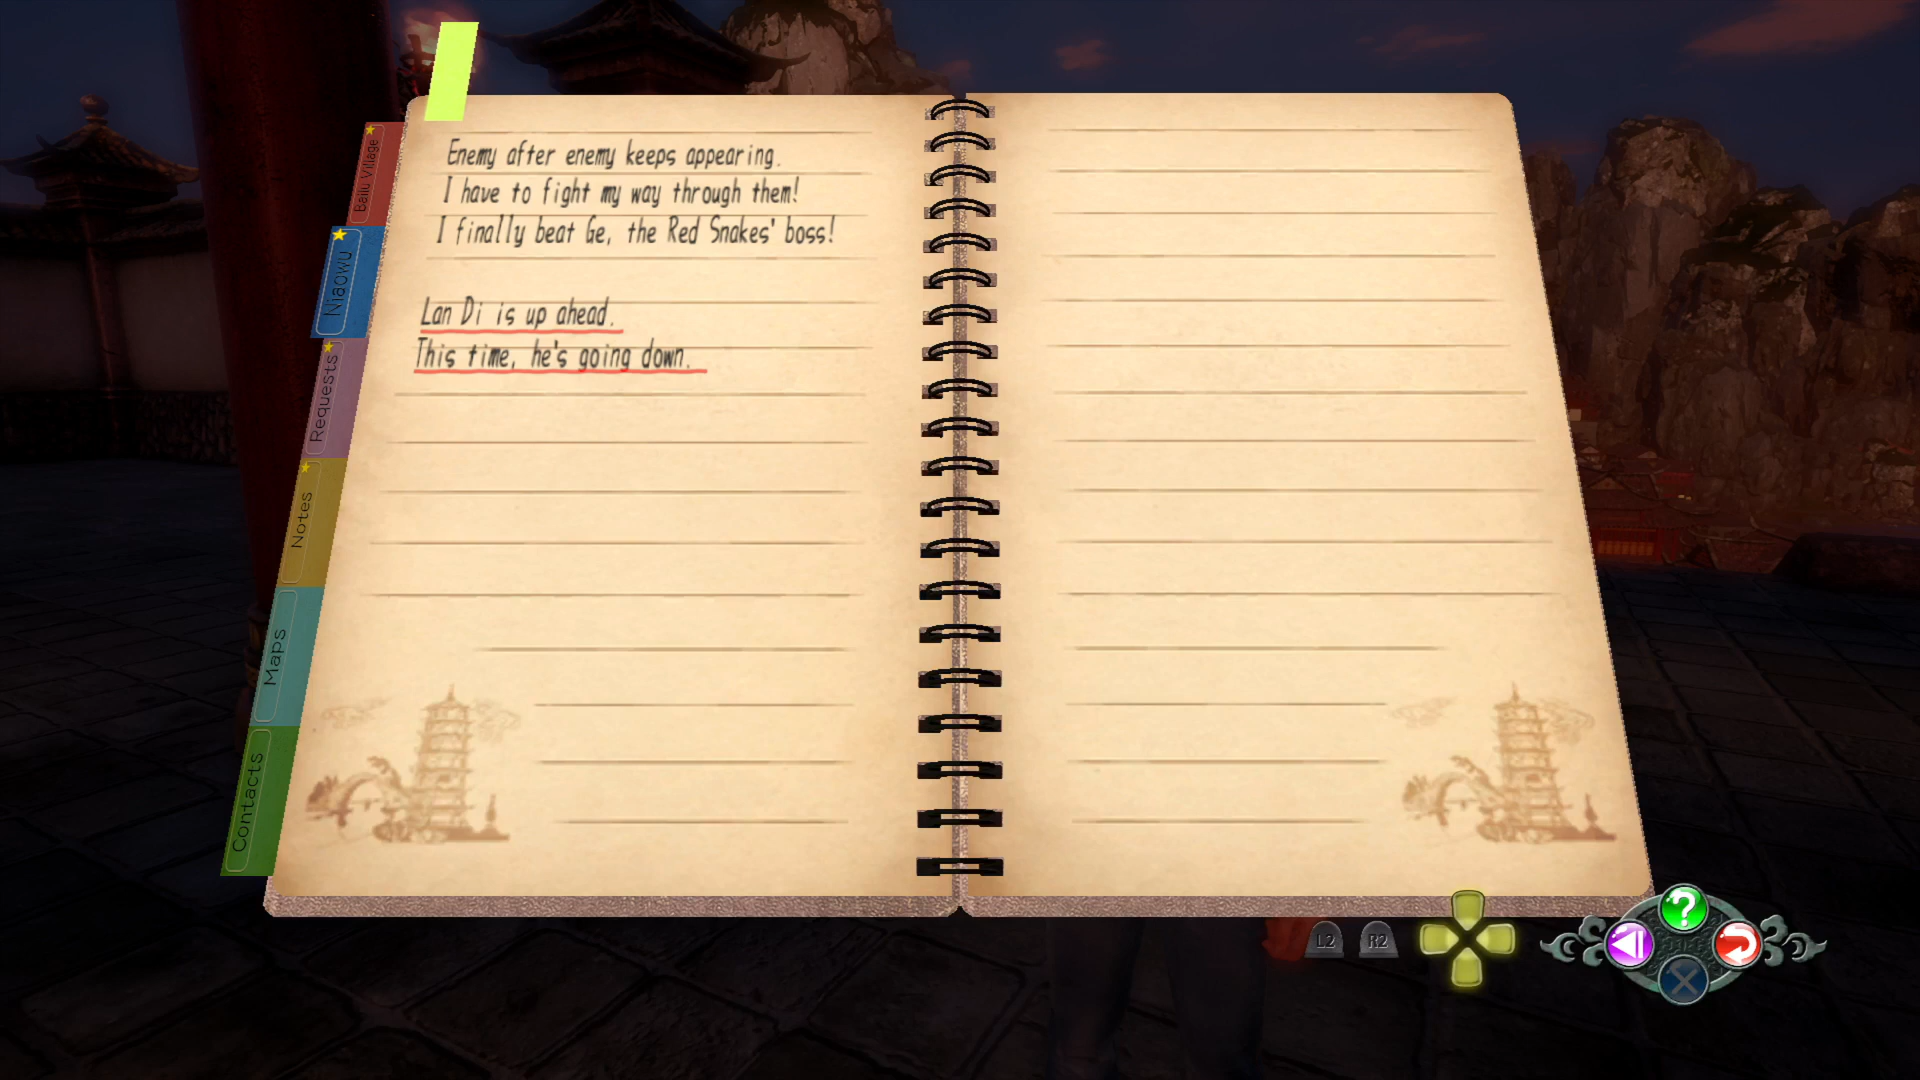 Enemy after enemy keeps appearing.
I have to fight my way through them!
I finally beat Ge, the Red Snakes' boss!
Lan Di is up ahead.
This time, he's going down.
Bailu Village
Niaowu
Requests
Notes
Maps
Contacts
L2 R2
?